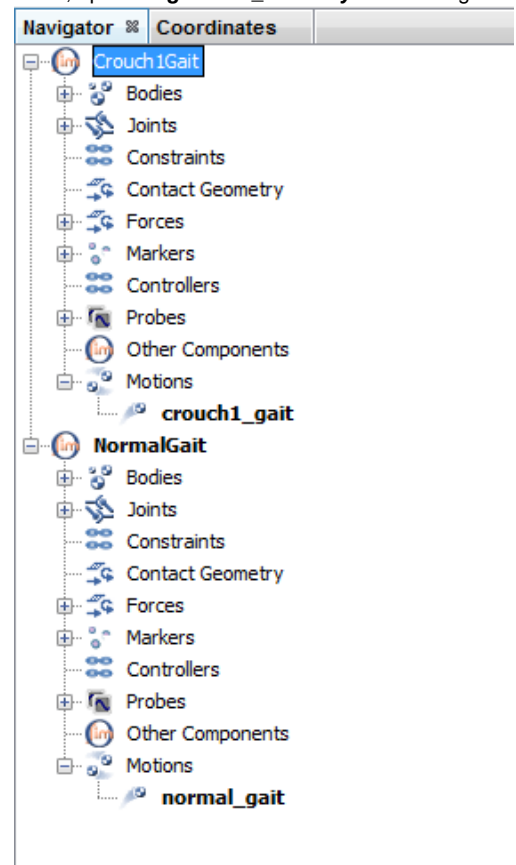 Navigator Coordinates
Crouch1Gait
Bodies
Joints
Constraints
Contact Geometry
Forces
Markers
Controllers
Probes
Other Components
Motions
crouch1_gait
NormalGait
Bodies
Joints
Constraints
Contact Geometry
Forces
Markers
Controllers
Probes
Other Components
Motions
normal_gait